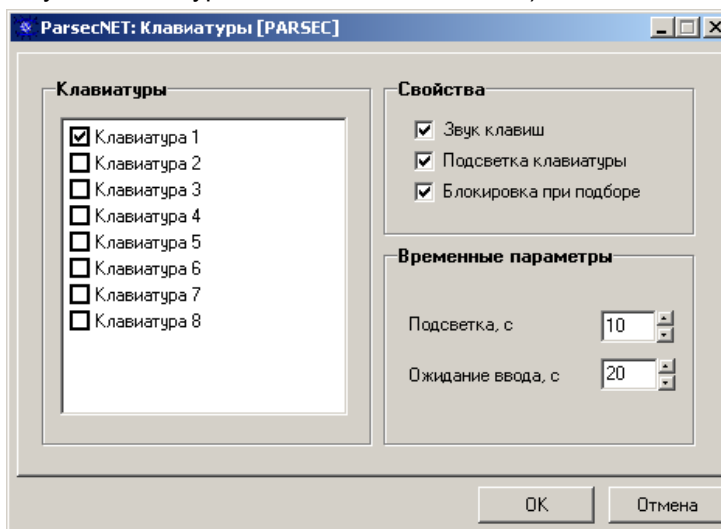 ParsecNET: Клавиатуры [PARSEC]
Клавиатуры
Клавиатура 1
Клавиатура 2
Клавиатура 3
Клавиатура 4
Клавиатура 5
Клавиатура 6
Клавиатура 7
Клавиатура 8
Свойства
Звук клавиш
Подсветка клавиатуры
Блокировка при подборе
Временные параметры
Подсветка, с 10
Ожидание ввода, с 20
OK Отмена